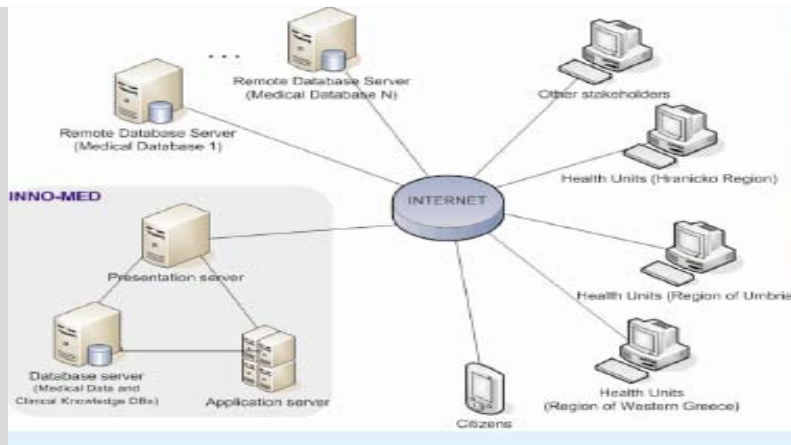 ...
Remote Database Server
(Medical Database N)
Other stakeholders
Remote Database Server
(Medical Database 1)
Health Units (Hranicko Region)
INNO-MED
INTERNET
Presentation server
Health Units (Region of Umbria
Database server
(Medical Data and
Clinical Knowledge DBs)
Application server
Health Units
(Region of Western Greece)
Citizens